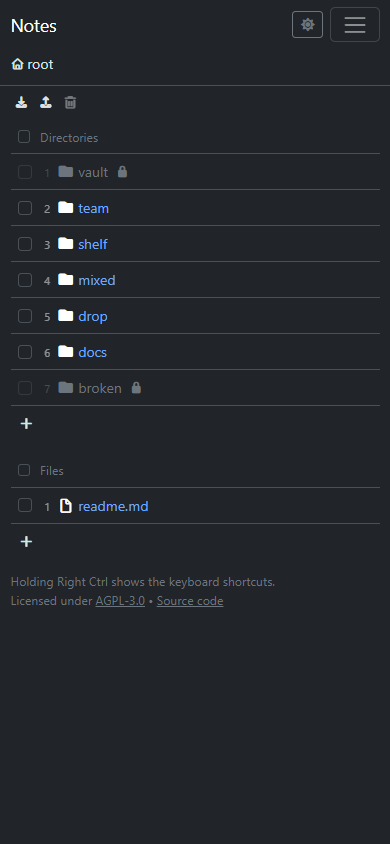 Notes
root
Directories
1 vault
2 team
3 shelf
4 mixed
5 drop
6 docs
7 broken
Files
1 readme.md
Holding Right Ctrl shows the keyboard shortcuts.
Licensed under AGPL-3.0 • Source code